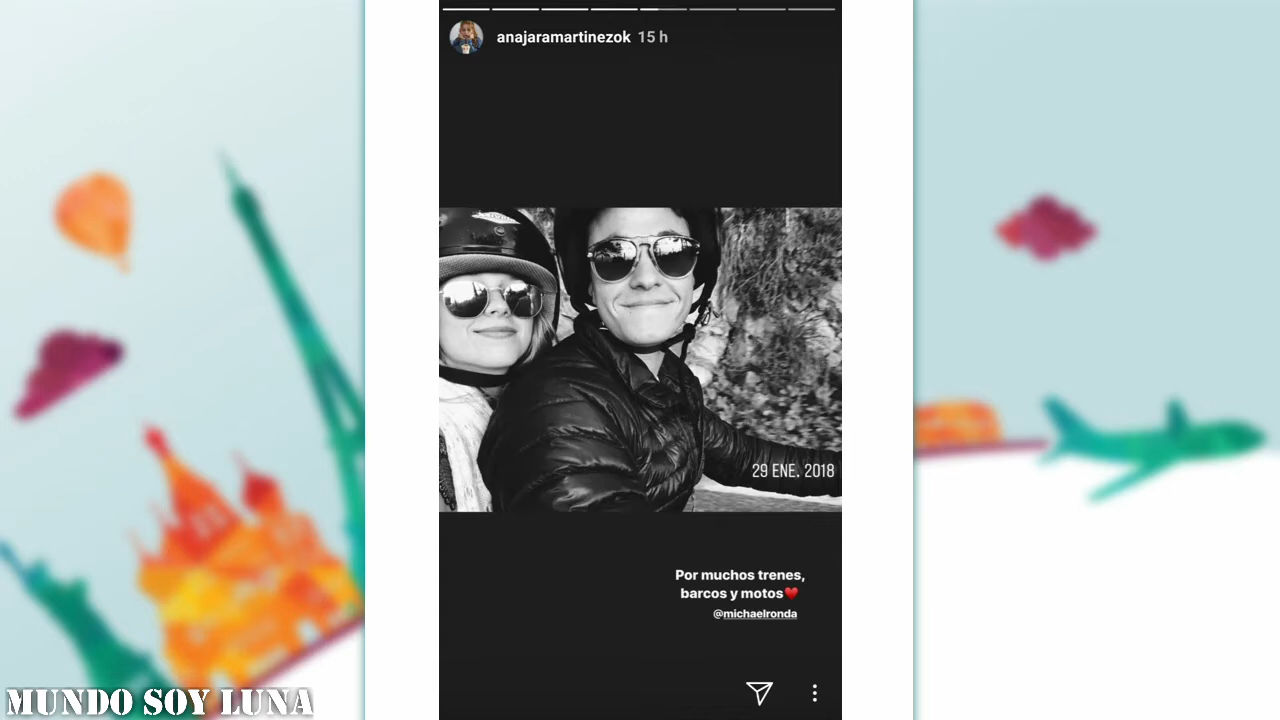 anajaramartinezok 15 h
29 ENE. 2018
Por muchos trenes,
barcos y motos❤️
@michaelronda
MUNDO SOY LUNA